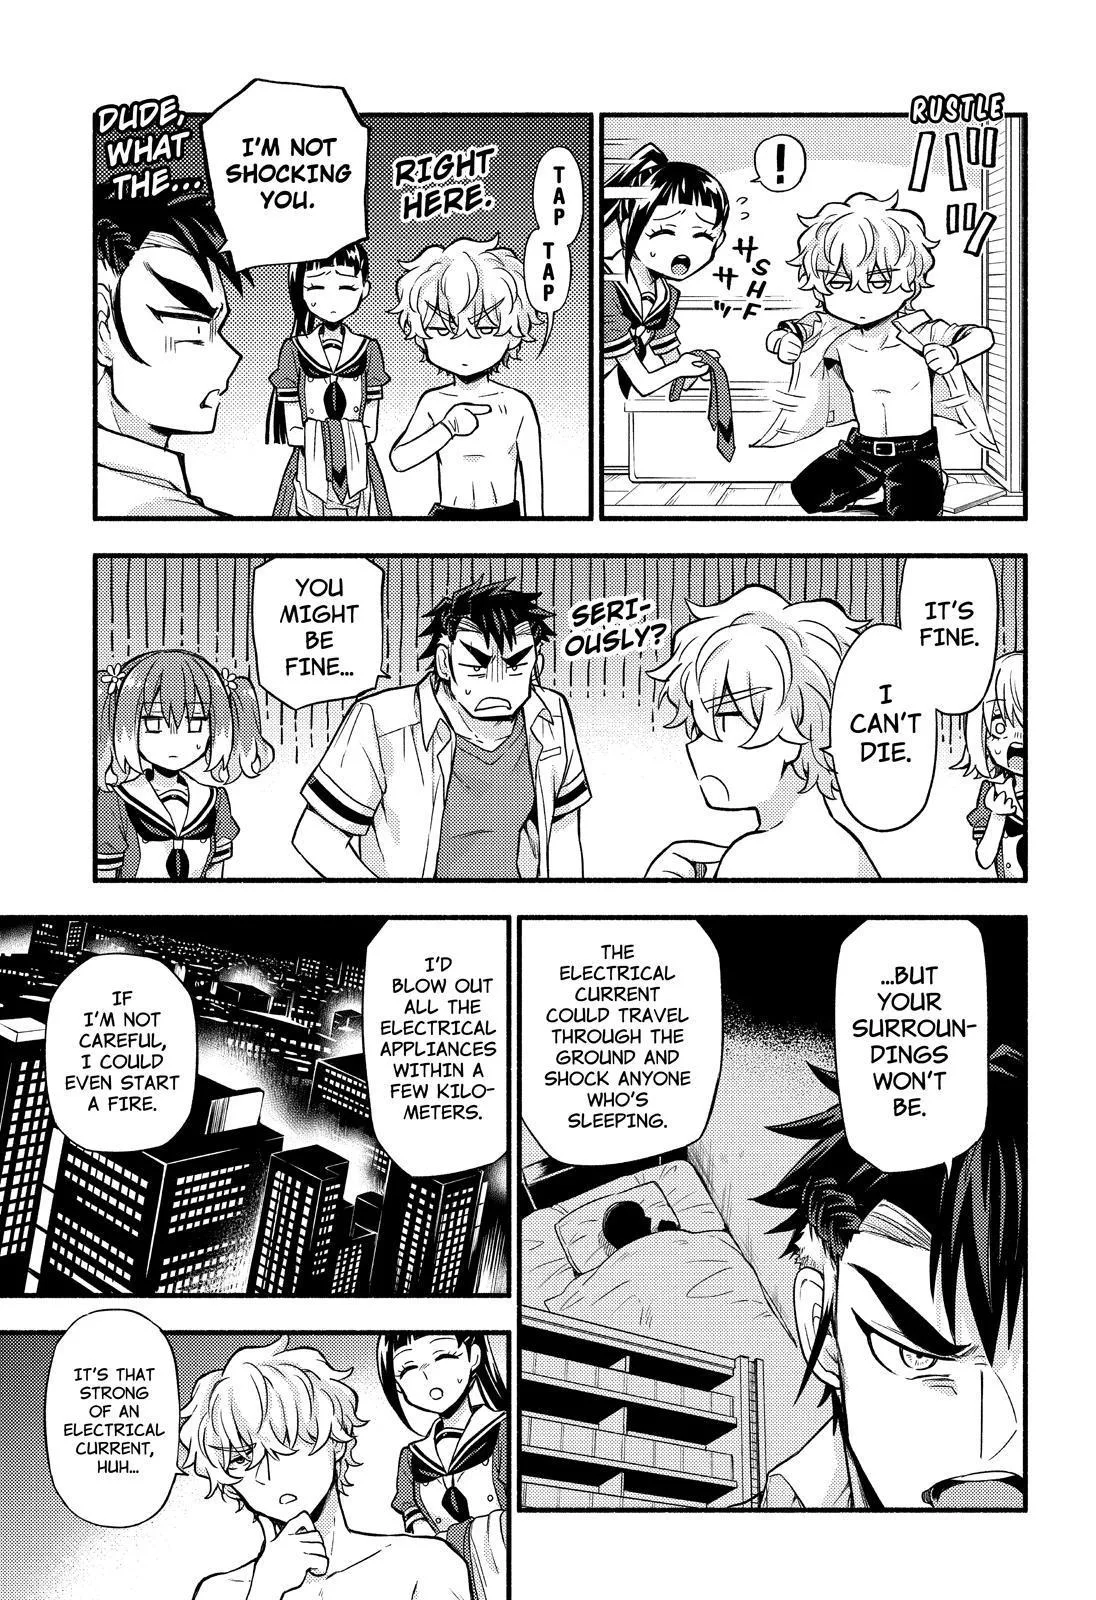 RUSTLE
!
サ
サ
ッ
SHF
TAP TAP
RIGHT
HERE.
I'M NOT
SHOCKING
YOU.
DUDE,
WHAT
THE...
IT'S
FINE.
I
CAN'T
DIE.
SERI-
OUSLY?
YOU
MIGHT
BE
FINE...
...BUT
YOUR
SURROUN-
DINGS
WON'T
BE.
THE
ELECTRICAL
CURRENT
COULD TRAVEL
THROUGH THE
GROUND AND
SHOCK ANYONE
WHO'S
SLEEPING.
I'D
BLOW OUT
ALL THE
ELECTRICAL
APPLIANCES
WITHIN A
FEW KILO-
METERS.
IF
I'M NOT
CAREFUL,
I COULD
EVEN START
A FIRE.
IT'S THAT
STRONG
OF AN
ELECTRICAL
CURRENT,
HUH...